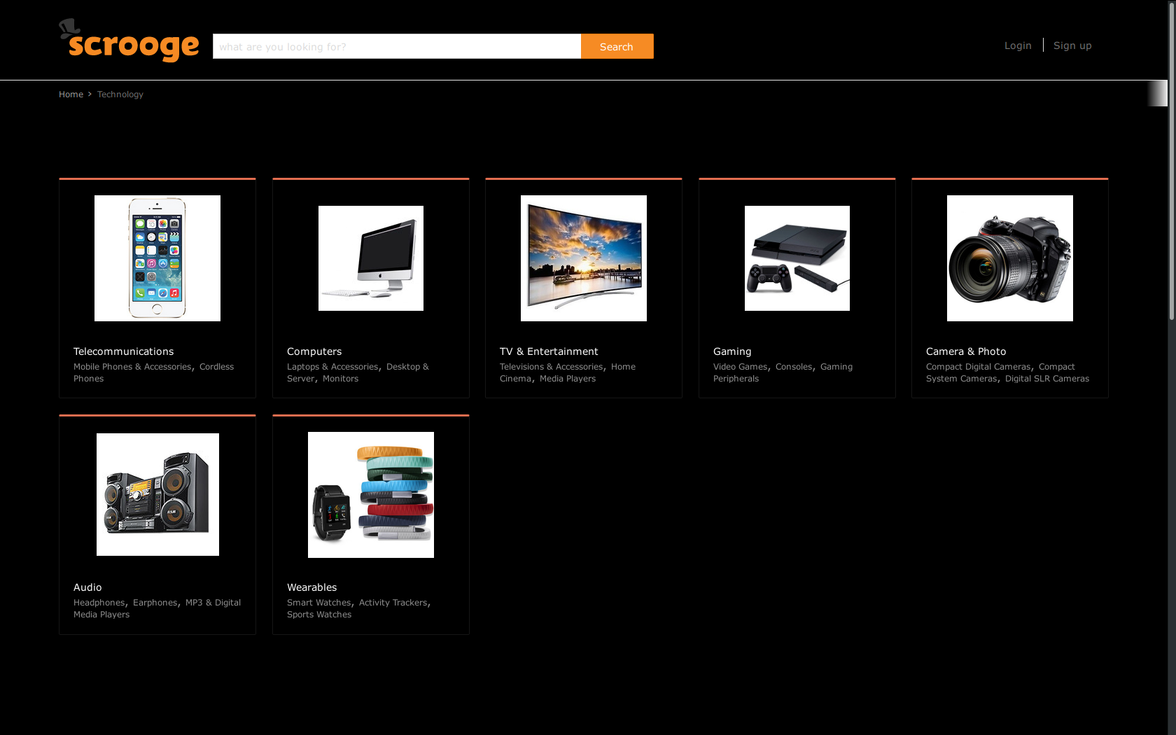 scrooge
what are you looking for?
Search
Login
Sign up
Home > Technology
Telecommunications
Mobile Phones & Accessories, Cordless
Phones
Computers
Laptops & Accessories, Desktop &
Server, Monitors
TV & Entertainment
Televisions & Accessories, Home
Cinema, Media Players
Gaming
Video Games, Consoles, Gaming
Peripherals
Camera & Photo
Compact Digital Cameras, Compact
System Cameras, Digital SLR Cameras
Audio
Headphones, Earphones, MP3 & Digital
Media Players
Wearables
Smart Watches, Activity Trackers,
Sports Watches